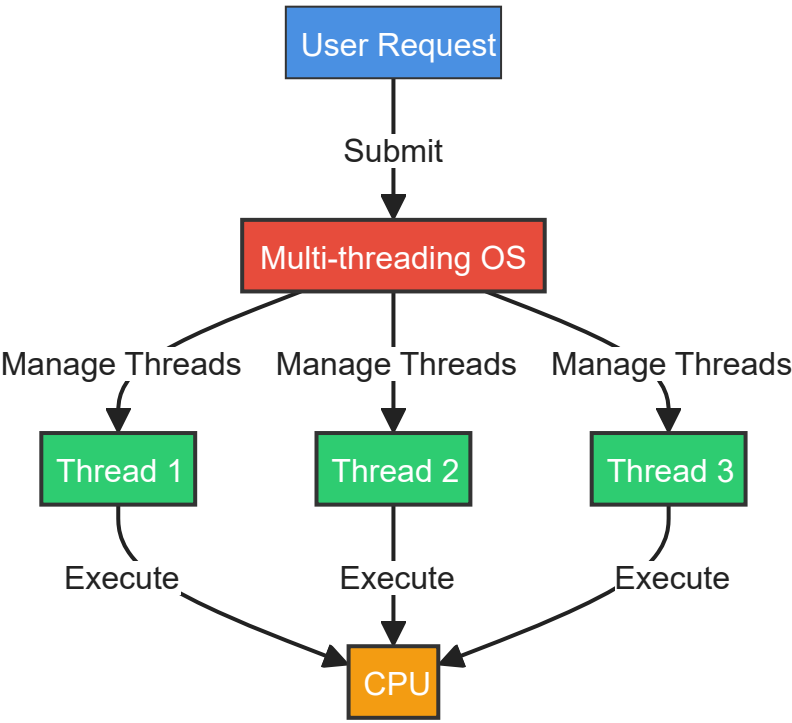 User Request
Submit
Multi-threading OS
Manage Threads
Manage Threads
Manage Threads
Thread 1
Thread 2
Thread 3
Execute
Execute
Execute
CPU